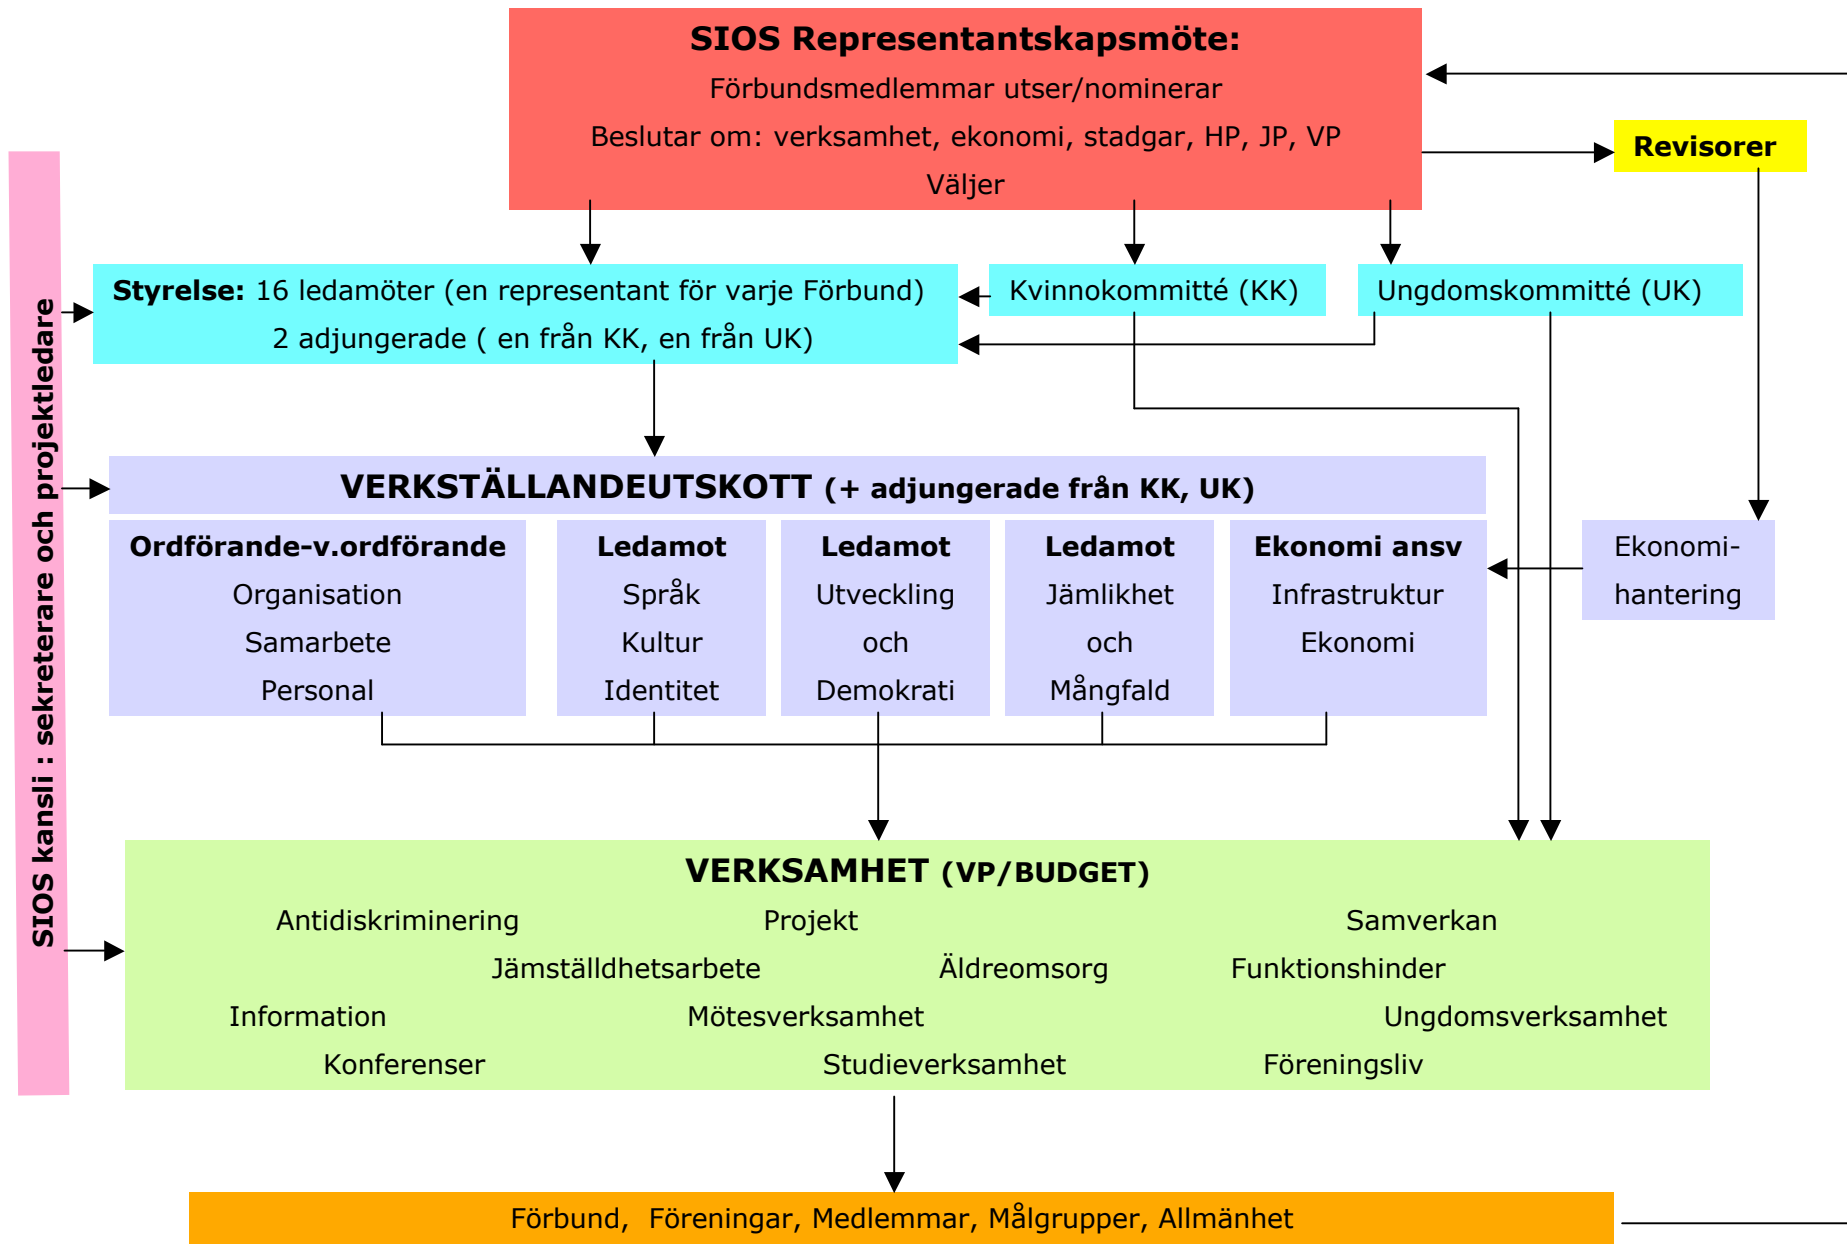 SIOS Representantskapsmöte:
Förbundsmedlemmar utser/nominerar
Beslutar om: verksamhet, ekonomi, stadgar, HP, JP, VP
Väljer
Revisorer
SIOS kansli : sekreterare och projektledare
Styrelse: 16 ledamöter (en representant för varje Förbund)
2 adjungerade ( en från KK, en från UK)
Kvinnokommitté (KK)
Ungdomskommitté (UK)
VERKSTÄLLANDEUTSKOTT (+ adjungerade från KK, UK)
Ordförande-v.ordförande
Organisation
Samarbete
Personal
Ledamot
Språk
Kultur
Identitet
Ledamot
Utveckling
och
Demokrati
Ledamot
Jämlikhet
och
Mångfald
Ekonomi ansv
Infrastruktur
Ekonomi
Ekonomi-
hantering
VERKSAMHET (VP/BUDGET)
Antidiskriminering Projekt Samverkan
Jämställdhetsarbete Äldreomsorg Funktionshinder
Information Mötesverksamhet Ungdomsverksamhet
Konferenser Studieverksamhet Föreningsliv
Förbund, Föreningar, Medlemmar, Målgrupper, Allmänhet